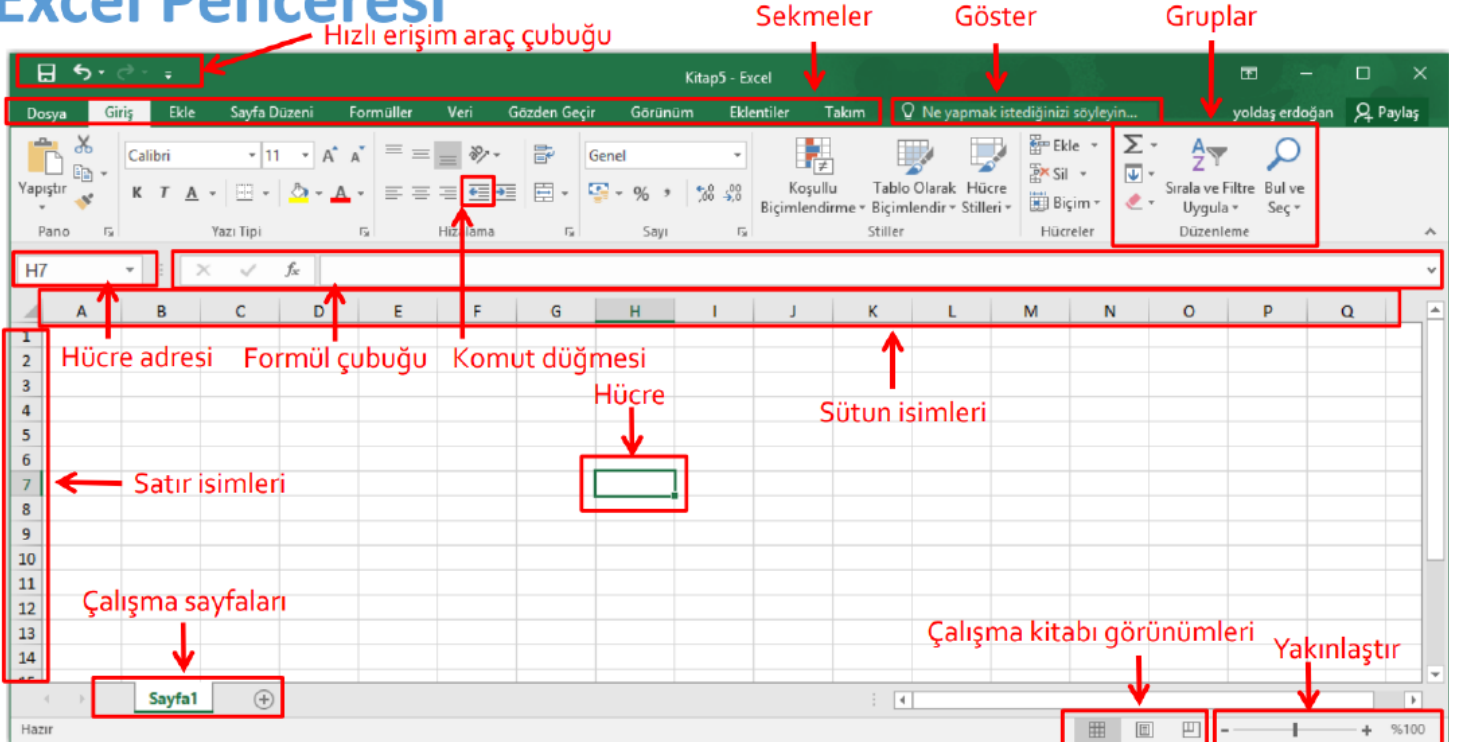 Excel Penceresi
Sekmeler Göster Gruplar
Hızlı erişim araç çubuğu
Kitap5 - Excel
Dosya Giriş Ekle Sayfa Düzeni Formüller Veri Gözden Geçir Görünüm Eklentiler Takım Ne yapmak istediğinizi söyleyin... yoldaş erdoğan Paylaş
Yapıştır
Calibri 11
K T A
Genel
% ,
Koşullu Biçimlendirme
Tablo Olarak Biçimlendir
Hücre Stilleri
Ekle
Sil
Biçim
Sırala ve Filtre Uygula
Bul ve Seç
Pano Yazı Tipi Hizalama Sayı Stiller Hücreler Düzenleme
H7 fx
A B C D E F G H I J K L M N O P Q
1
2
Hücre adresi Formül çubuğu Komut düğmesi
3
Hücre
4
Sütun isimleri
5
6
7
Satır isimleri
8
9
10
11
12
Çalışma sayfaları
13
Çalışma kitabı görünümleri
Yakınlaştır
14
15
Sayfa1
Hazır %100